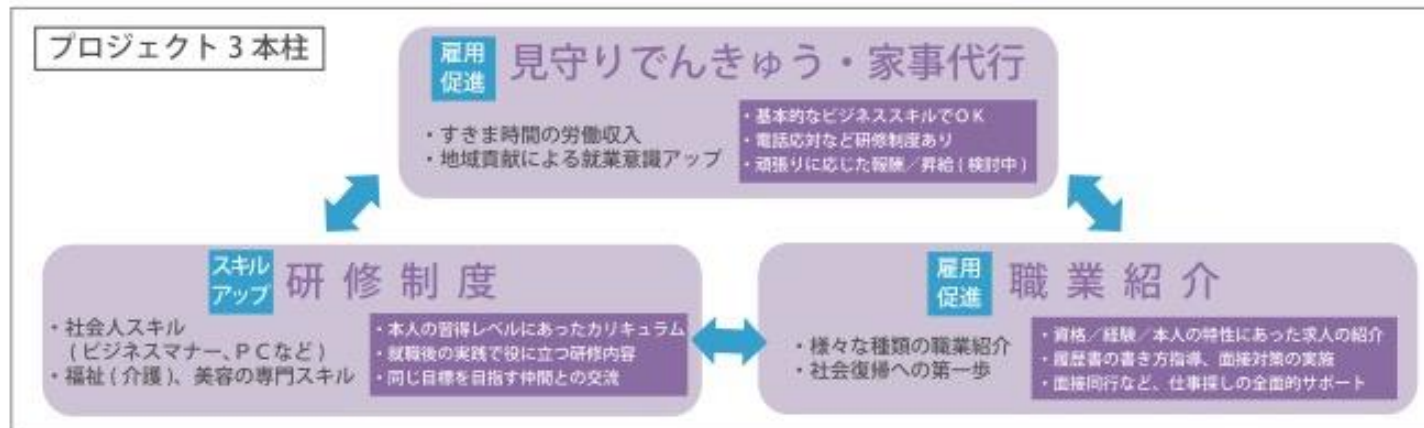 プロジェクト3本柱
雇用
促進
見守りでんきゅう・家事代行
・すきま時間の労働収入
・地域貢献による就業意識アップ
・基本的なビジネススキルでOK
・電話応対など研修制度あり
・頑張りに応じた報酬／昇給(検討中)
スキル
アップ
研修制度
・社会人スキル
(ビジネスマナー、PCなど)
・福祉(介護)、美容の専門スキル
・本人の習得レベルにあったカリキュラム
・就職後の実践で役に立つ研修内容
・同じ目標を目指す仲間との交流
雇用
促進
職業紹介
・様々な種類の職業紹介
・社会復帰への第一歩
・資格／経験／本人の特性にあった求人の紹介
・履歴書の書き方指導、面接対策の実施
・面接同行など、仕事探しの全面的サポート